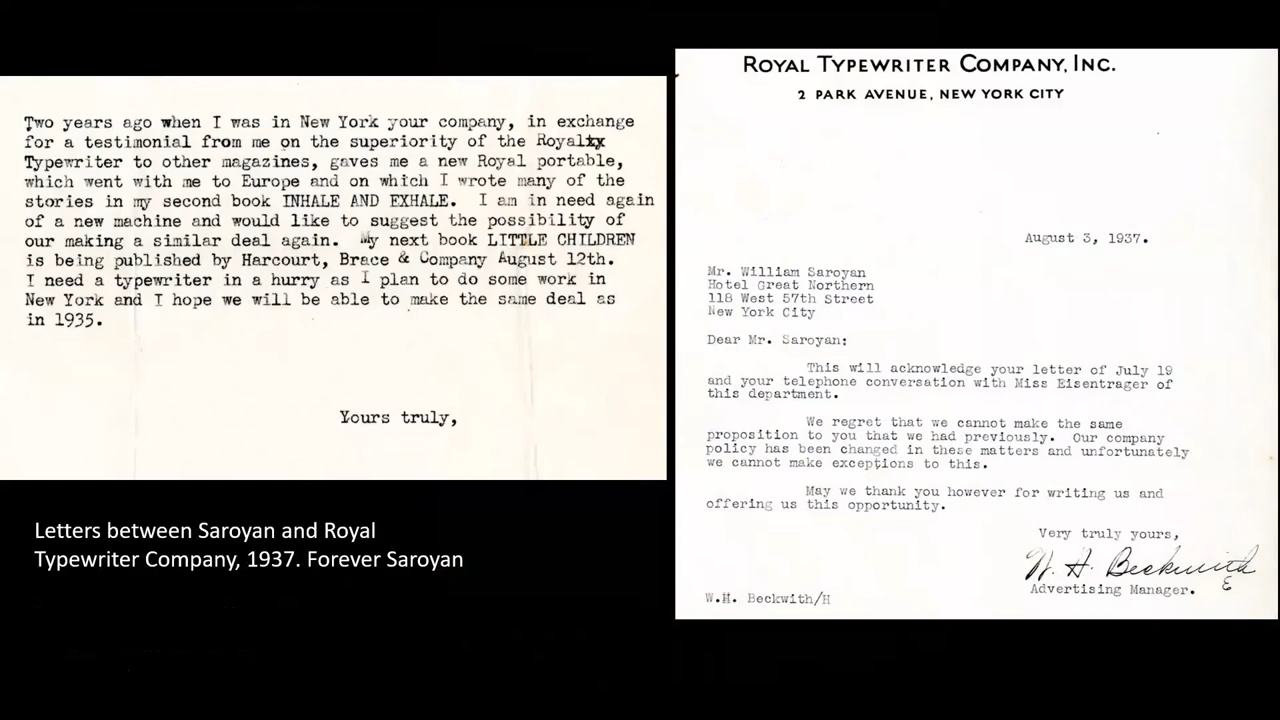 Two years ago when I was in New York your company, in exchange
for a testimonial from me on the superiority of the Royalty
Typewriter to other magazines, gaves me a new Royal portable,
which went with me to Europe and on which I wrote many of the
stories in my second book INHALE AND EXHALE. I am in need again
of a new machine and would like to suggest the possibility of
our making a similar deal again. My next book LITTLE CHILDREN
is being published by Harcourt, Brace & Company August 12th.
I need a typewriter in a hurry as I plan to do some work in
New York and I hope we will be able to make the same deal as
in 1935.
Yours truly,
Letters between Saroyan and Royal
Typewriter Company, 1937. Forever Saroyan
ROYAL TYPEWRITER COMPANY, INC.
2 PARK AVENUE, NEW YORK CITY
August 3, 1937.
Mr. William Saroyan
Hotel Great Northern
118 West 57th Street
New York City
Dear Mr. Saroyan:
This will acknowledge your letter of July 19
and your telephone conversation with Miss Eisentrager of
this department.
We regret that we cannot make the same
proposition to you that we had previously. Our company
policy has been changed in these matters and unfortunately
we cannot make exceptions to this.
May we thank you however for writing us and
offering us this opportunity.
Very truly yours,
W. H. Beckwith
E
Advertising Manager.
W.H. Beckwith/H